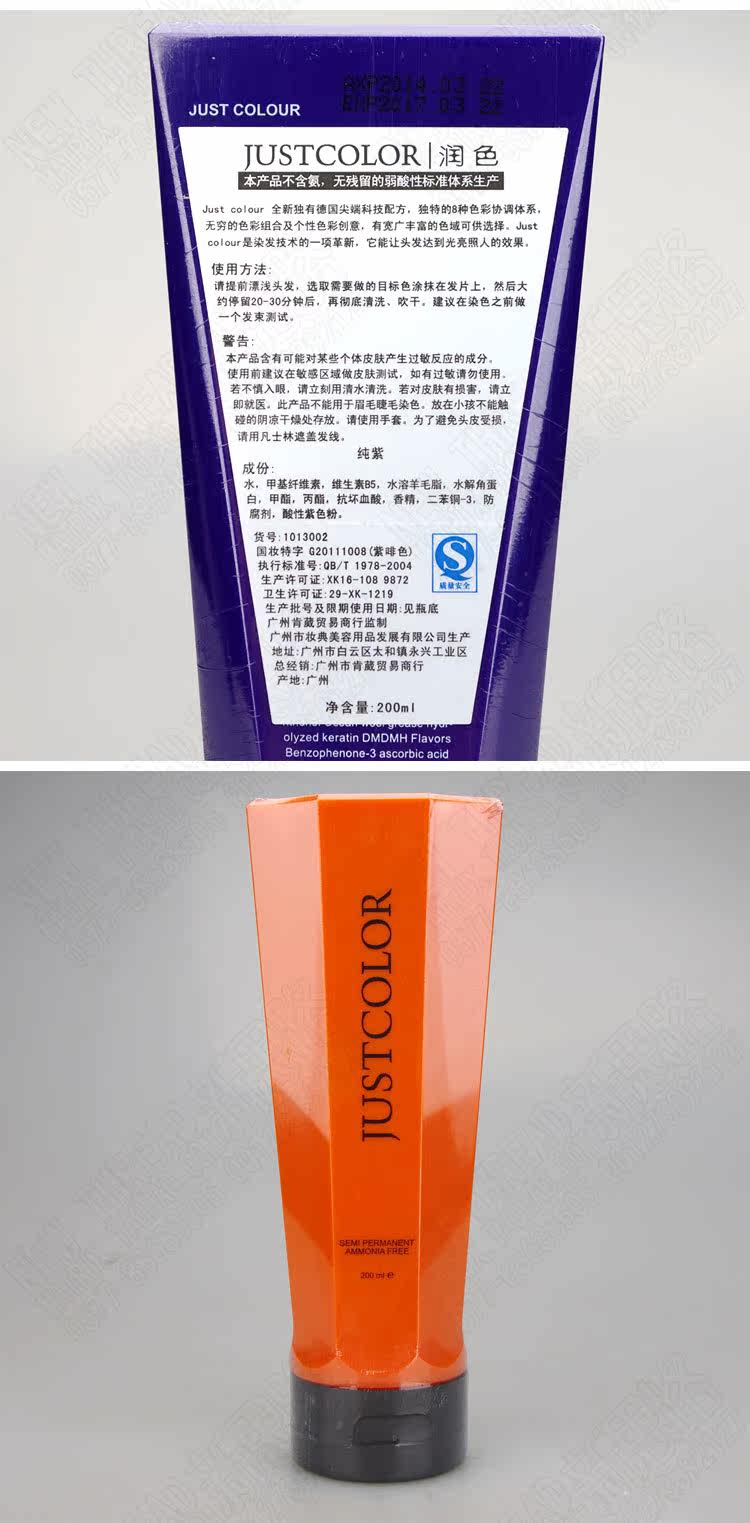 EXP2017 03 22
JUST COLOUR
JUSTCOLOR|润色
本产品不含氨，无残留的弱酸性标准体系生产
Just colour 全新独有德国尖端科技配方，独特的8种色彩协调体系，
无穷的色彩组合及个性色彩创意，有宽广丰富的色域可供选择。Just
colour是染发技术的一项革新，它能让头发达到光亮照人的效果。
使用方法:
请提前漂浅头发，选取需要做的目标色涂抹在发片上，然后大
约停留20-30分钟后，再彻底清洗、吹干。建议在染色之前做
一个发束测试。
警告:
本产品含有可能对某些个体皮肤产生过敏反应的成分。
使用前建议在敏感区域做皮肤测试，如有过敏请勿使用。
若不慎入眼，请立刻用清水清洗。若对皮肤有损害，请立
即就医。此产品不能用于眉毛睫毛染色。放在小孩不能触
碰的阴凉干燥处存放。请使用手套。为了避免头皮受损，
请用凡士林遮盖发线。
纯紫
成份:
水，甲基纤维素，维生素B5，水溶羊毛脂，水解角蛋
白，甲酯，丙酯，抗坏血酸，香精，二苯铜-3，防
腐剂，酸性紫色粉。
货号:1013002
国妆特字 G20111008(紫啡色)
执行标准号:QB/T 1978-2004
生产许可证:XK16-108 9872
卫生许可证:29-XK-1219
生产批号及限期使用日期:见瓶底
广州肯葳贸易商行监制
广州市妆典美容用品发展有限公司生产
地址:广州市白云区太和镇永兴工业区
总经销:广州市肯葳贸易商行
产地:广州
质量安全
净含量:200ml
olyzed keratin DMDMH Flavors
Benzophenone-3 ascorbic acid
JUSTCOLOR
SEMI PERMANENT
AMMONIA FREE
200 ml ℮